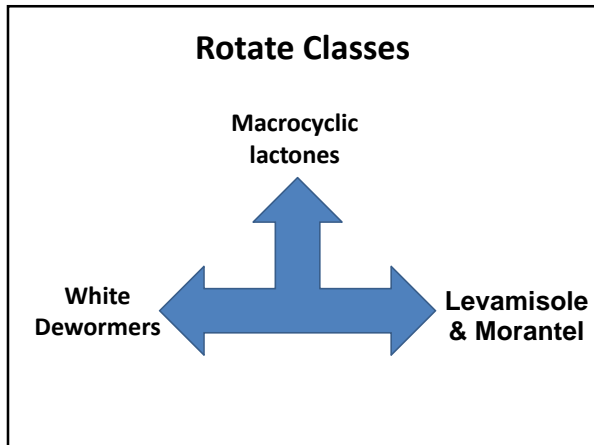 Rotate Classes
Macrocyclic
lactones
White
Dewormers
Levamisole
& Morantel